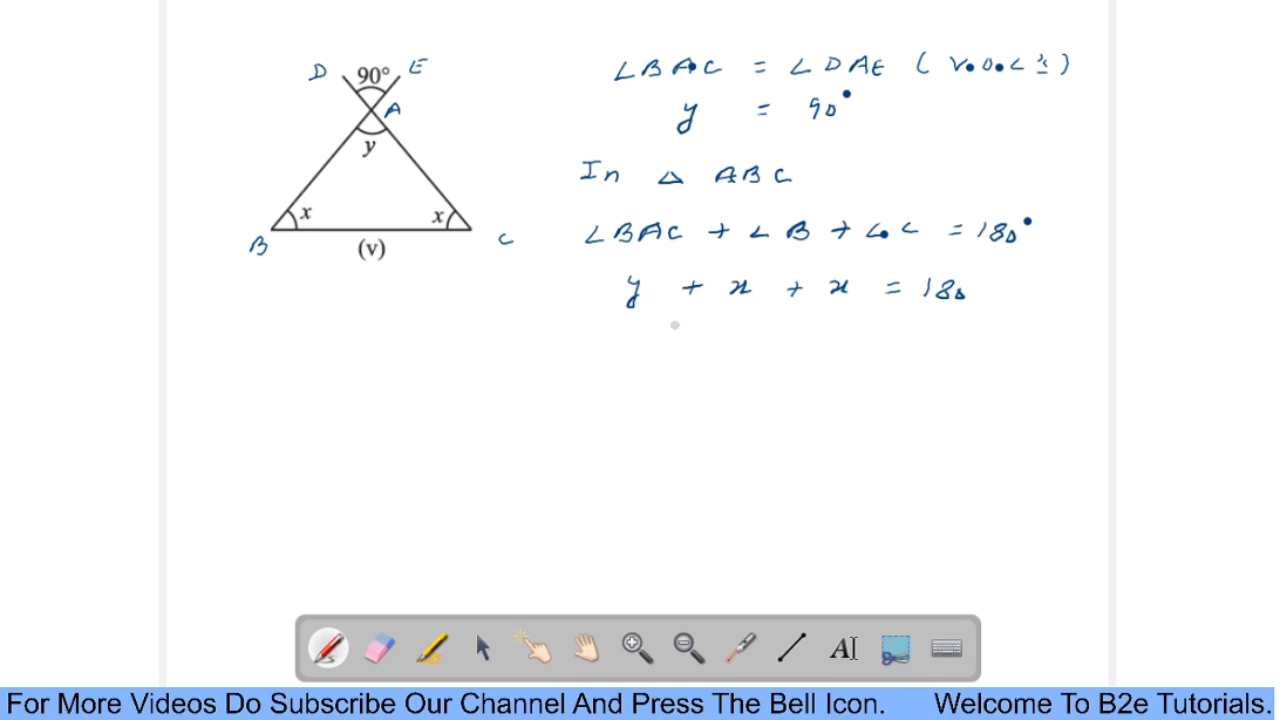 D 90° E
A
y
x x
B (v) C
∠BAC = ∠DAE ( V.O.∠'s )
y = 90°
In △ ABC
∠BAC + ∠B + ∠C = 180°
y + x + x = 180
AI
For More Videos Do Subscribe Our Channel And Press The Bell Icon. Welcome To B2e Tutorials.